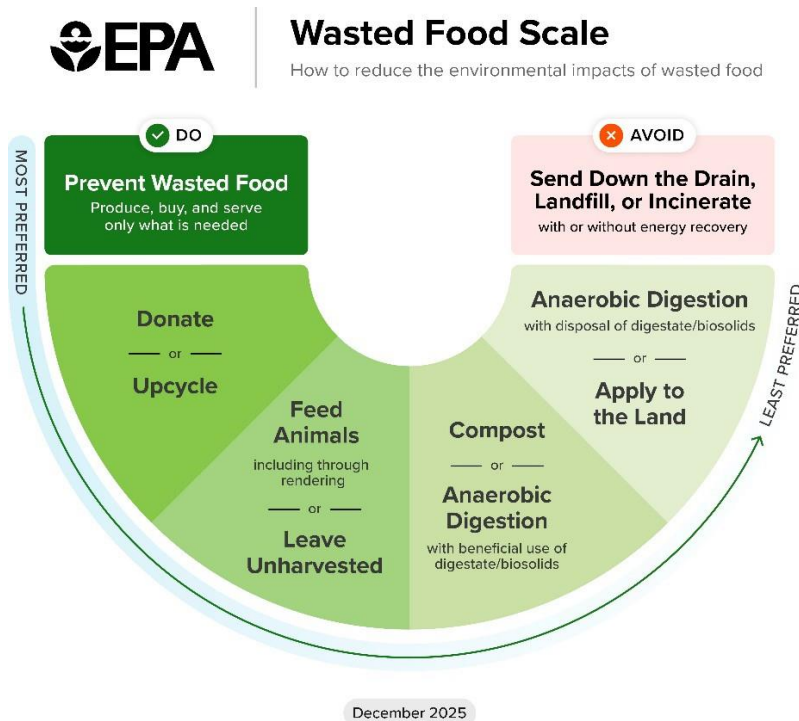 EPA
Wasted Food Scale
How to reduce the environmental impacts of wasted food
DO
Prevent Wasted Food
Produce, buy, and serve
only what is needed
AVOID
Send Down the Drain,
Landfill, or Incinerate
with or without energy recovery
MOST PREFERRED
Donate
or
Upcycle
Feed
Animals
including through
rendering
or
Leave
Unharvested
Compost
or
Anaerobic
Digestion
with beneficial use of
digestate/biosolids
Anaerobic Digestion
with disposal of digestate/biosolids
or
Apply to
the Land
LEAST PREFERRED
December 2025